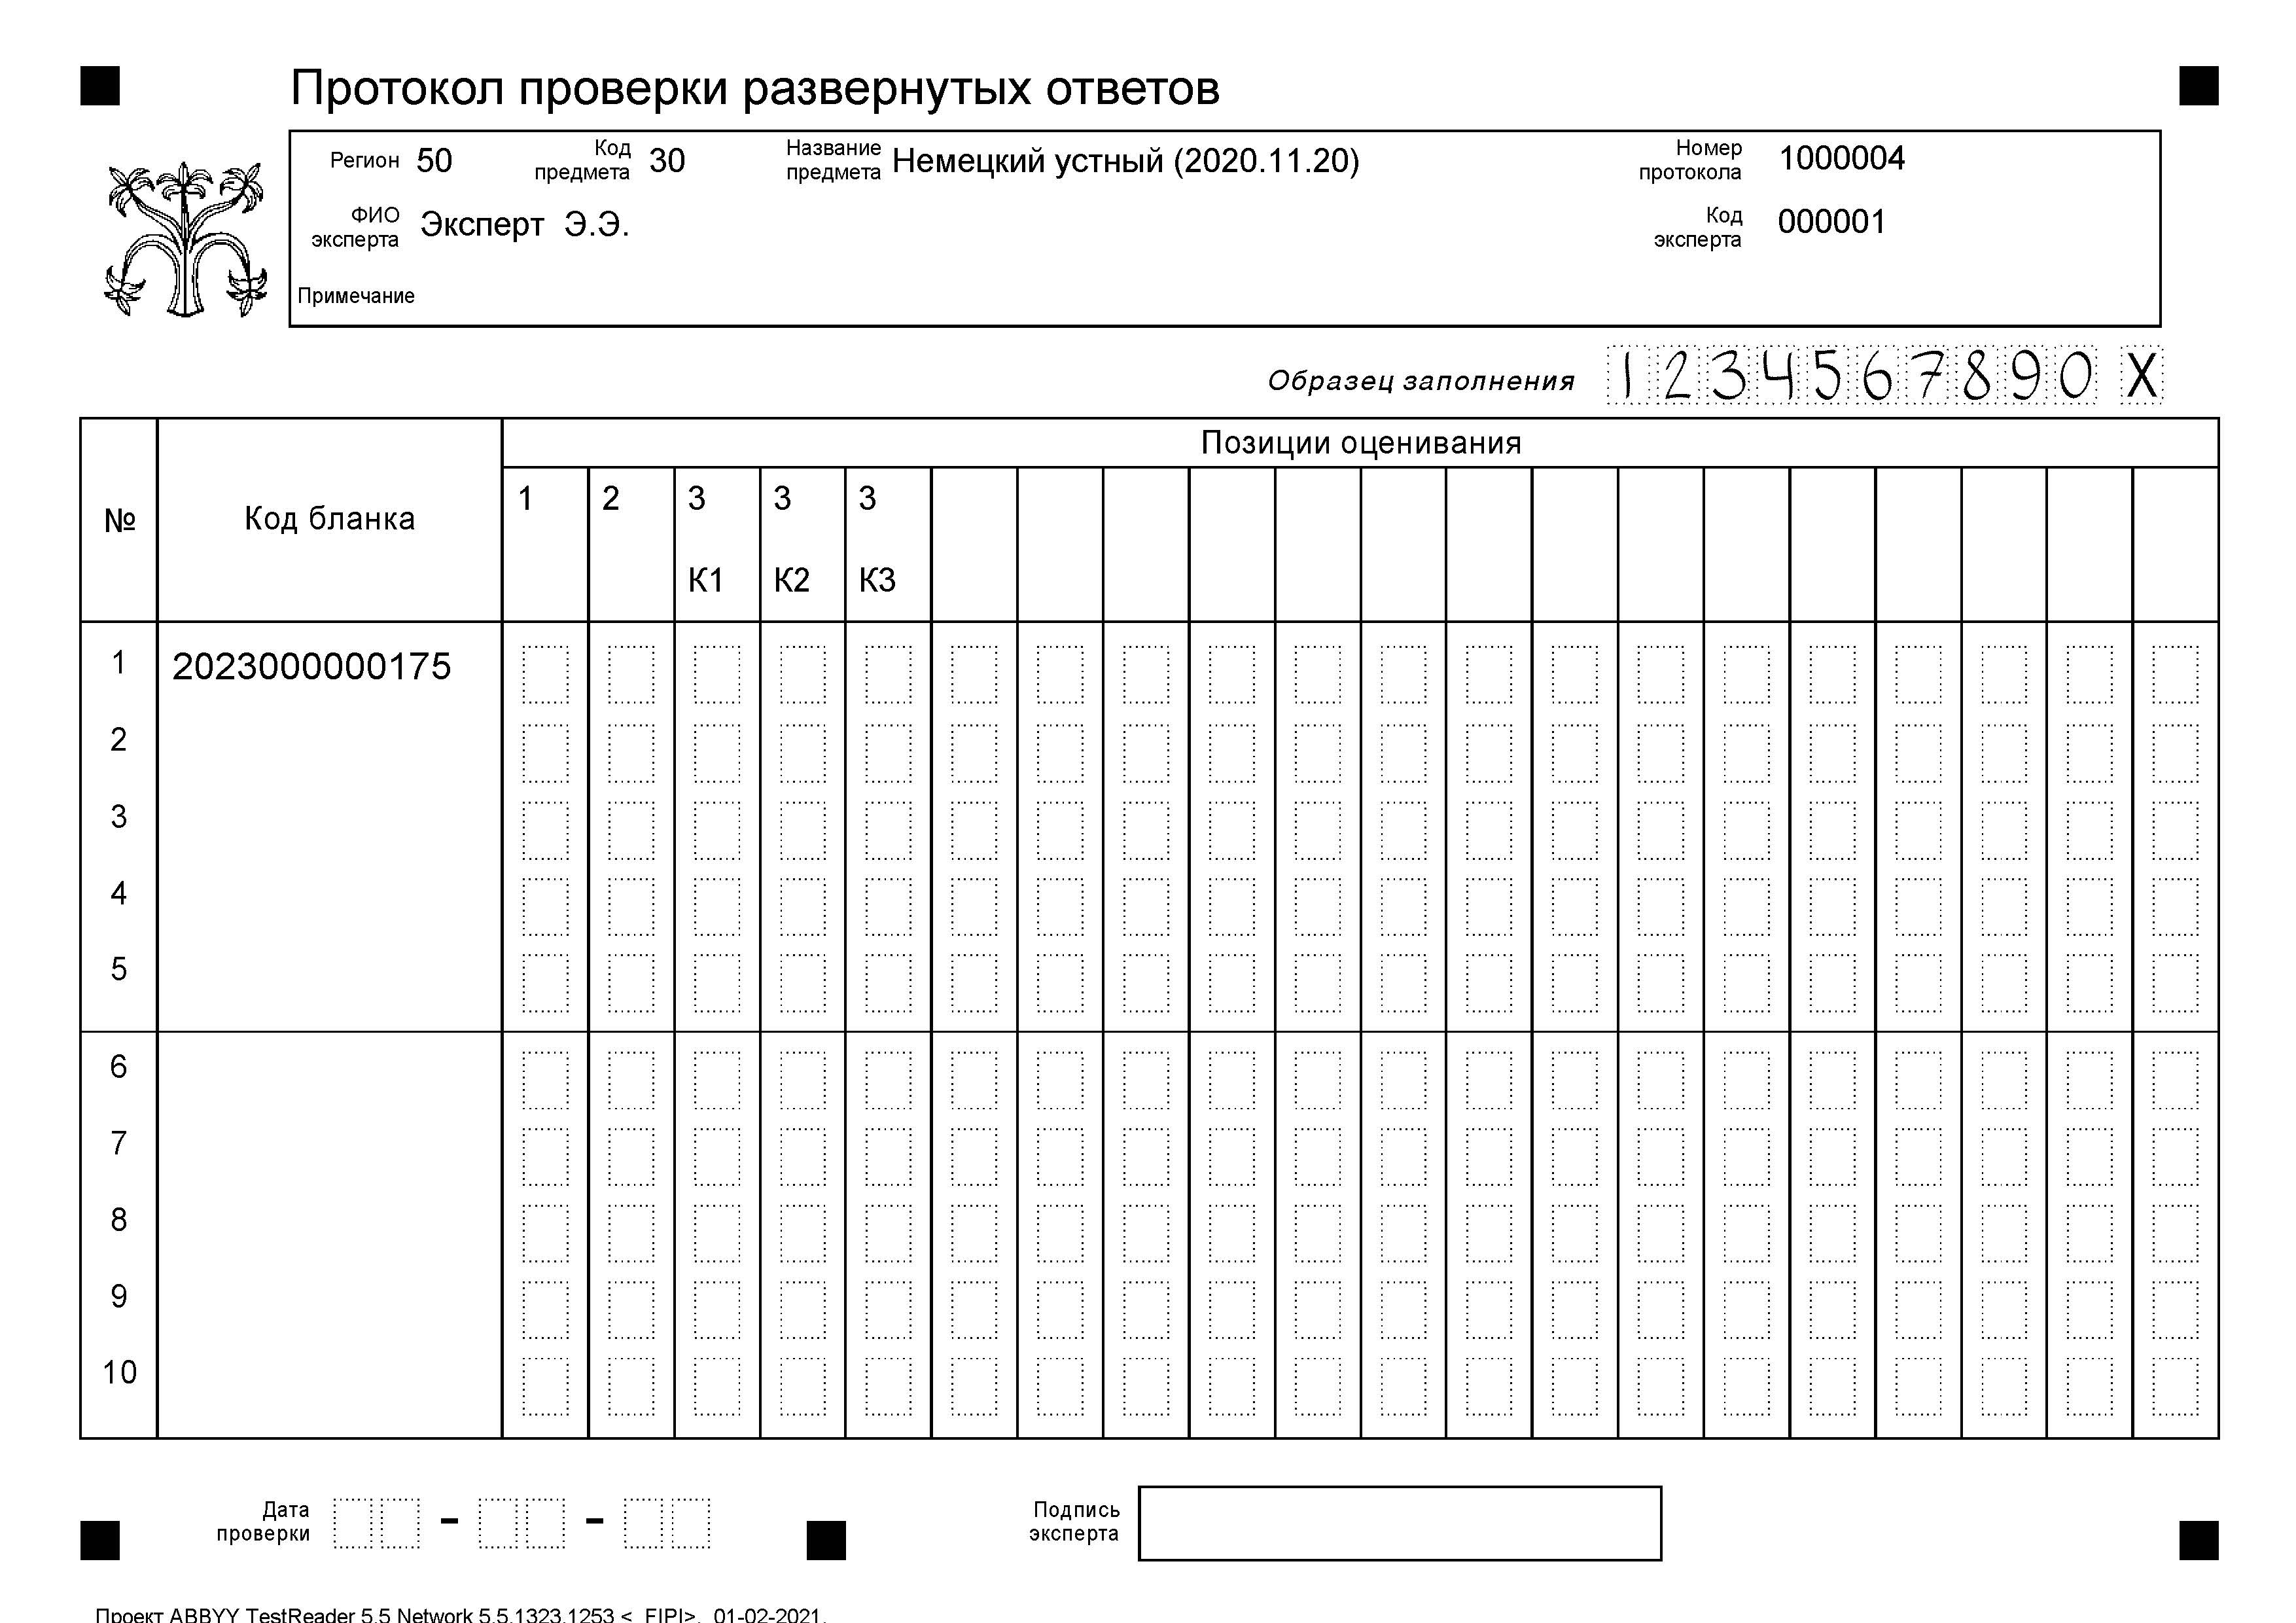 Протокол проверки развернутых ответов
Регион 50 Код предмета 30 Название предмета Немецкий устный (2020.11.20) Номер протокола 1000004
ФИО эксперта Эксперт Э.Э. Код эксперта 000001
Примечание
Образец заполнения 1 2 3 4 5 6 7 8 9 0 X
№ Код бланка Позиции оценивания
1 2 3 3 3
К1 К2 К3
1 2023000000175
2
3
4
5
6
7
8
9
10
Дата проверки - - Подпись эксперта
Проект ABBYY TestReader 5.5 Network 5.5.1323.1253 < FIPI>, 01-02-2021.